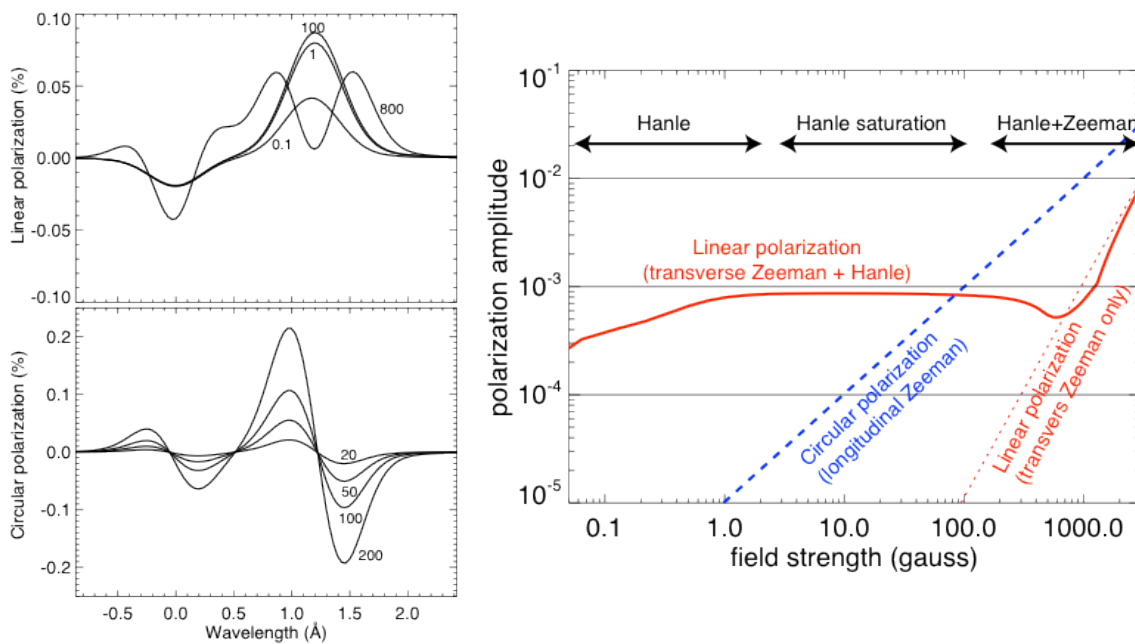 0.10
0.05
0.00
-0.05
-0.10
Linear polarization (%)
100
1
0.1
800
0.2
0.1
0.0
-0.1
-0.2
Circular polarization (%)
20
50
100
200
-0.5
0.0
0.5
1.0
1.5
2.0
Wavelength (Å)
10-1
10-2
10-3
10-4
10-5
polarization amplitude
Hanle
Hanle saturation
Hanle+Zeeman
Linear polarization
(transverse Zeeman + Hanle)
Circular polarization
(longitudinal Zeeman)
Linear polarization
(transvers Zeeman only)
0.1
1.0
10.0
100.0
1000.0
field strength (gauss)